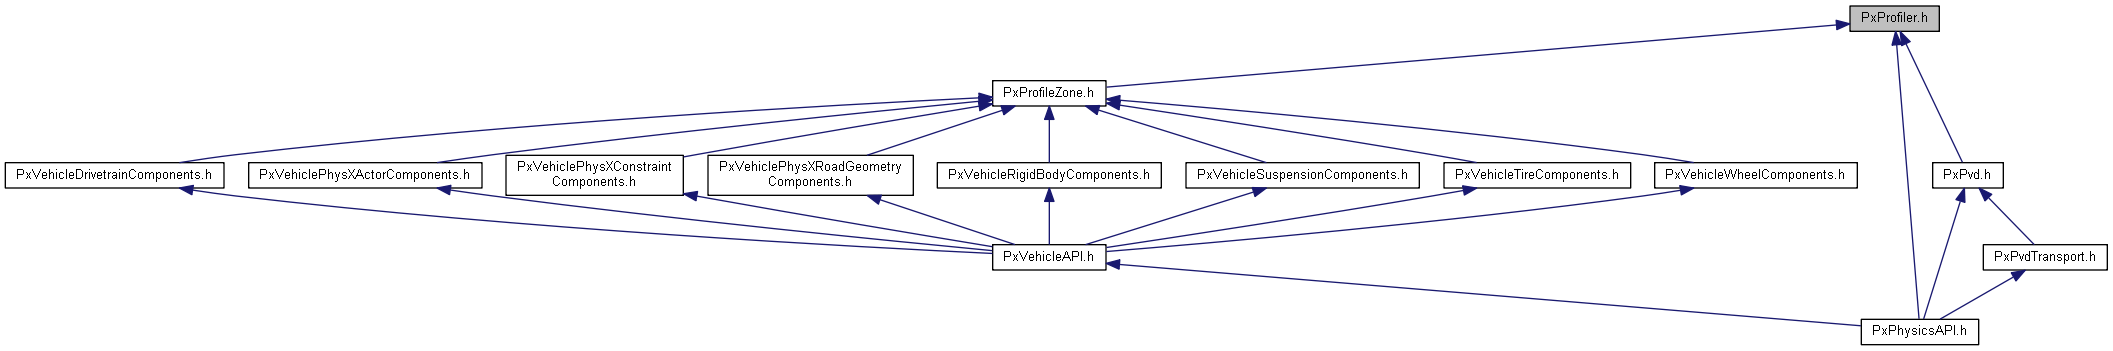 PxProfiler.h
PxProfileZone.h
PxVehicleDrivetrainComponents.h
PxVehiclePhysXActorComponents.h
PxVehiclePhysXConstraint
Components.h
PxVehiclePhysXRoadGeometry
Components.h
PxVehicleRigidBodyComponents.h
PxVehicleSuspensionComponents.h
PxVehicleTireComponents.h
PxVehicleWheelComponents.h
PxPvd.h
PxVehicleAPI.h
PxPvdTransport.h
PxPhysicsAPI.h